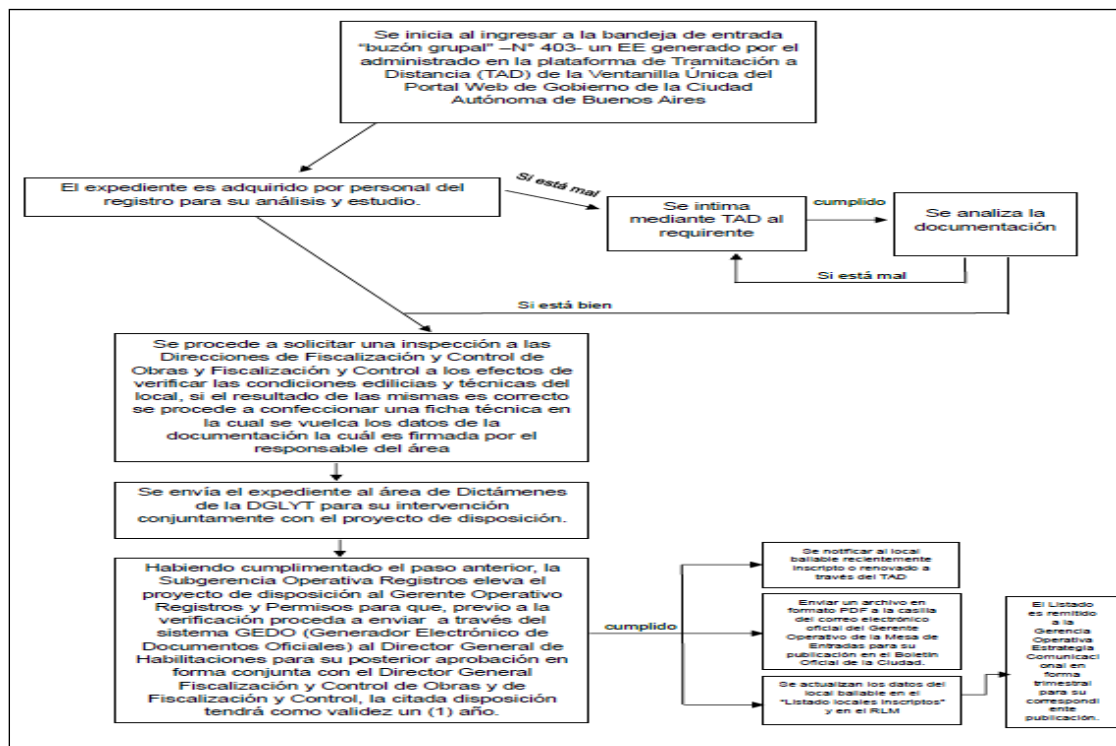 Se inicia al ingresar a la bandeja de entrada
"buzón grupal" –N° 403- un EE generado por el
administrado en la plataforma de Tramitación a
Distancia (TAD) de la Ventanilla Única del
Portal Web de Gobierno de la Ciudad
Autónoma de Buenos Aires
El expediente es adquirido por personal del
registro para su análisis y estudio.
Si está mal
Se intima
mediante TAD al
requirente
cumplido
Se analiza la
documentación
Si está mal
Si está bien
Se procede a solicitar una inspección a las
Direcciones de Fiscalización y Control de
Obras y Fiscalización y Control a los efectos de
verificar las condiciones edilicias y técnicas del
local, si el resultado de las mismas es correcto
se procede a confeccionar una ficha técnica en
la cual se vuelca los datos de la
documentación la cuál es firmada por el
responsable del área
Se envía el expediente al área de Dictámenes
de la DGLYT para su intervención
conjuntamente con el proyecto de disposición.
Habiendo cumplimentado el paso anterior, la
Subgerencia Operativa Registros eleva el
proyecto de disposición al Gerente Operativo
Registros y Permisos para que, previo a la
verificación proceda a enviar a través del
sistema GEDO (Generador Electrónico de
Documentos Oficiales) al Director General de
Habilitaciones para su posterior aprobación en
forma conjunta con el Director General
Fiscalización y Control de Obras y de
Fiscalización y Control, la citada disposición
tendrá como validez un (1) año.
cumplido
Se notificar al local
bailable recientemente
inscripto o renovado a
través del TAD
Enviar un archivo en
formato PDF a la casilla
del correo electrónico
oficial del Gerente
Operativo de la Mesa de
Entradas para su
publicación en el Boletín
Oficial de la Ciudad.
Se actualizan los datos del
local bailable en el
"Listado locales inscriptos"
y en el RLM
El Listado
es remitido
a la
Gerencia
Operativa
Estrategia
Comunicaci
onal en
forma
trimestral
para su
correspondi
ente
publicación.